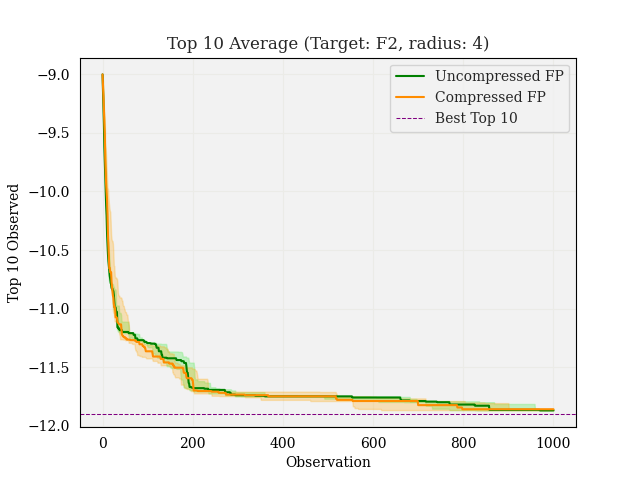 Top 10 Average (Target: F2, radius: 4)
Uncompressed FP
Compressed FP
Best Top 10
Top 10 Observed
−9.0
−9.5
−10.0
−10.5
−11.0
−11.5
−12.0
0 200 400 600 800 1000
Observation